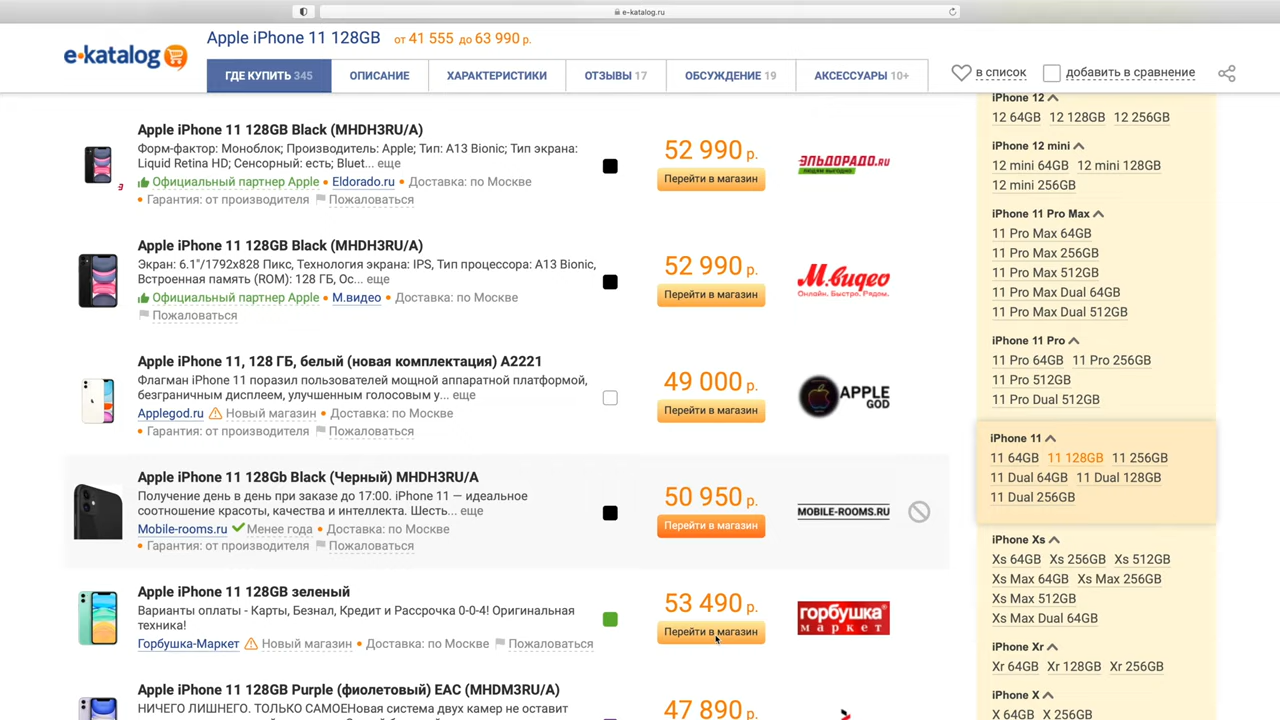 e-katalog.ru
e-katalog
Apple iPhone 11 128GB от 41 555 до 63 990 р.
ГДЕ КУПИТЬ 345 ОПИСАНИЕ ХАРАКТЕРИСТИКИ ОТЗЫВЫ 17 ОБСУЖДЕНИЕ 19 АКСЕССУАРЫ 10+
в список добавить в сравнение
Apple iPhone 11 128GB Black (MHDH3RU/A)
Форм-фактор: Моноблок; Производитель: Apple; Тип: A13 Bionic; Тип экрана:
Liquid Retina HD; Сенсорный: есть; Bluet... еще
Официальный партнер Apple • Eldorado.ru • Доставка: по Москве
• Гарантия: от производителя Пожаловаться
52 990 р.
Перейти в магазин
ЭЛЬДОРАДО.RU
Apple iPhone 11 128GB Black (MHDH3RU/A)
Экран: 6.1"/1792x828 Пикс, Технология экрана: IPS, Тип процессора: A13 Bionic,
Встроенная память (ROM): 128 ГБ, Ос... еще
Официальный партнер Apple • М.видео • Доставка: по Москве
Пожаловаться
52 990 р.
Перейти в магазин
М.видео
Онлайн. Быстро. Рядом.
Apple iPhone 11, 128 ГБ, белый (новая комплектация) A2221
Флагман iPhone 11 поразил пользователей мощной аппаратной платформой,
безграничным дисплеем, улучшенным голосовым у... еще
Applegod.ru Новый магазин • Доставка: по Москве
• Гарантия: от производителя Пожаловаться
49 000 р.
Перейти в магазин
APPLE
GOD
Apple iPhone 11 128Gb Black (Черный) MHDH3RU/A
Получение день в день при заказе до 17:00. iPhone 11 — идеальное
соотношение красоты, качества и интеллекта. Шесть... еще
Mobile-rooms.ru Менее года • Доставка: по Москве
• Гарантия: от производителя Пожаловаться
50 950 р.
Перейти в магазин
MOBILE-ROOMS.RU
Apple iPhone 11 128GB зеленый
Варианты оплаты - Карты, Безнал, Кредит и Рассрочка 0-0-4! Оригинальная
техника!
Горбушка-Маркет Новый магазин • Доставка: по Москве Пожаловаться
53 490 р.
Перейти в магазин
горбушка
маркет
Apple iPhone 11 128GB Purple (фиолетовый) EAC (MHDM3RU/A)
НИЧЕГО ЛИШНЕГО. ТОЛЬКО САМОЕНовая система двух камер не оставит
47 890 р.
iPhone 12
12 64GB 12 128GB 12 256GB
iPhone 12 mini
12 mini 64GB 12 mini 128GB
12 mini 256GB
iPhone 11 Pro Max
11 Pro Max 64GB
11 Pro Max 256GB
11 Pro Max 512GB
11 Pro Max Dual 64GB
11 Pro Max Dual 512GB
iPhone 11 Pro
11 Pro 64GB 11 Pro 256GB
11 Pro 512GB
11 Pro Dual 512GB
iPhone 11
11 64GB 11 128GB 11 256GB
11 Dual 64GB 11 Dual 128GB
11 Dual 256GB
iPhone Xs
Xs 64GB Xs 256GB Xs 512GB
Xs Max 64GB Xs Max 256GB
Xs Max 512GB
Xs Max Dual 64GB
iPhone Xr
Xr 64GB Xr 128GB Xr 256GB
iPhone X
X 64GB X 256GB